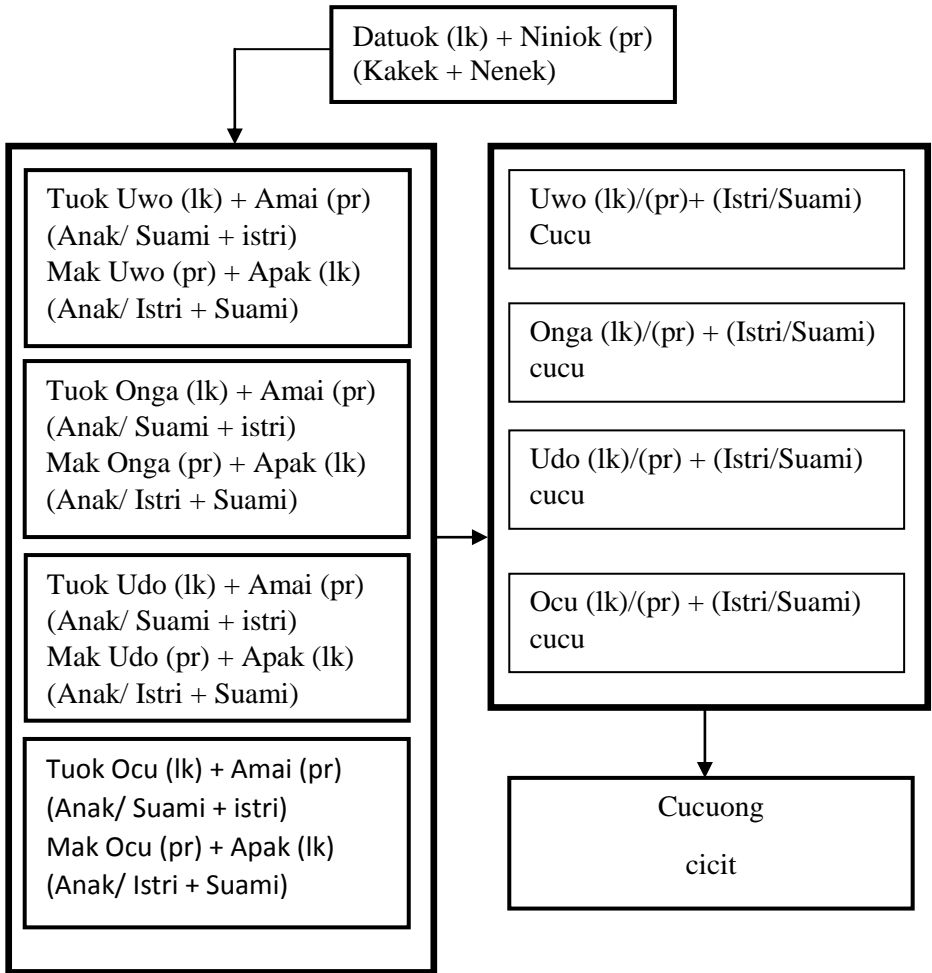 Datuok (lk) + Niniok (pr)
(Kakek + Nenek)
Tuok Uwo (lk) + Amai (pr)
(Anak/ Suami + istri)
Mak Uwo (pr) + Apak (lk)
(Anak/ Istri + Suami)
Tuok Onga (lk) + Amai (pr)
(Anak/ Suami + istri)
Mak Onga (pr) + Apak (lk)
(Anak/ Istri + Suami)
Tuok Udo (lk) + Amai (pr)
(Anak/ Suami + istri)
Mak Udo (pr) + Apak (lk)
(Anak/ Istri + Suami)
Tuok Ocu (lk) + Amai (pr)
(Anak/ Suami + istri)
Mak Ocu (pr) + Apak (lk)
(Anak/ Istri + Suami)
Uwo (lk)/(pr)+ (Istri/Suami)
Cucu
Onga (lk)/(pr) + (Istri/Suami)
cucu
Udo (lk)/(pr) + (Istri/Suami)
cucu
Ocu (lk)/(pr) + (Istri/Suami)
cucu
Cucuong
cicit